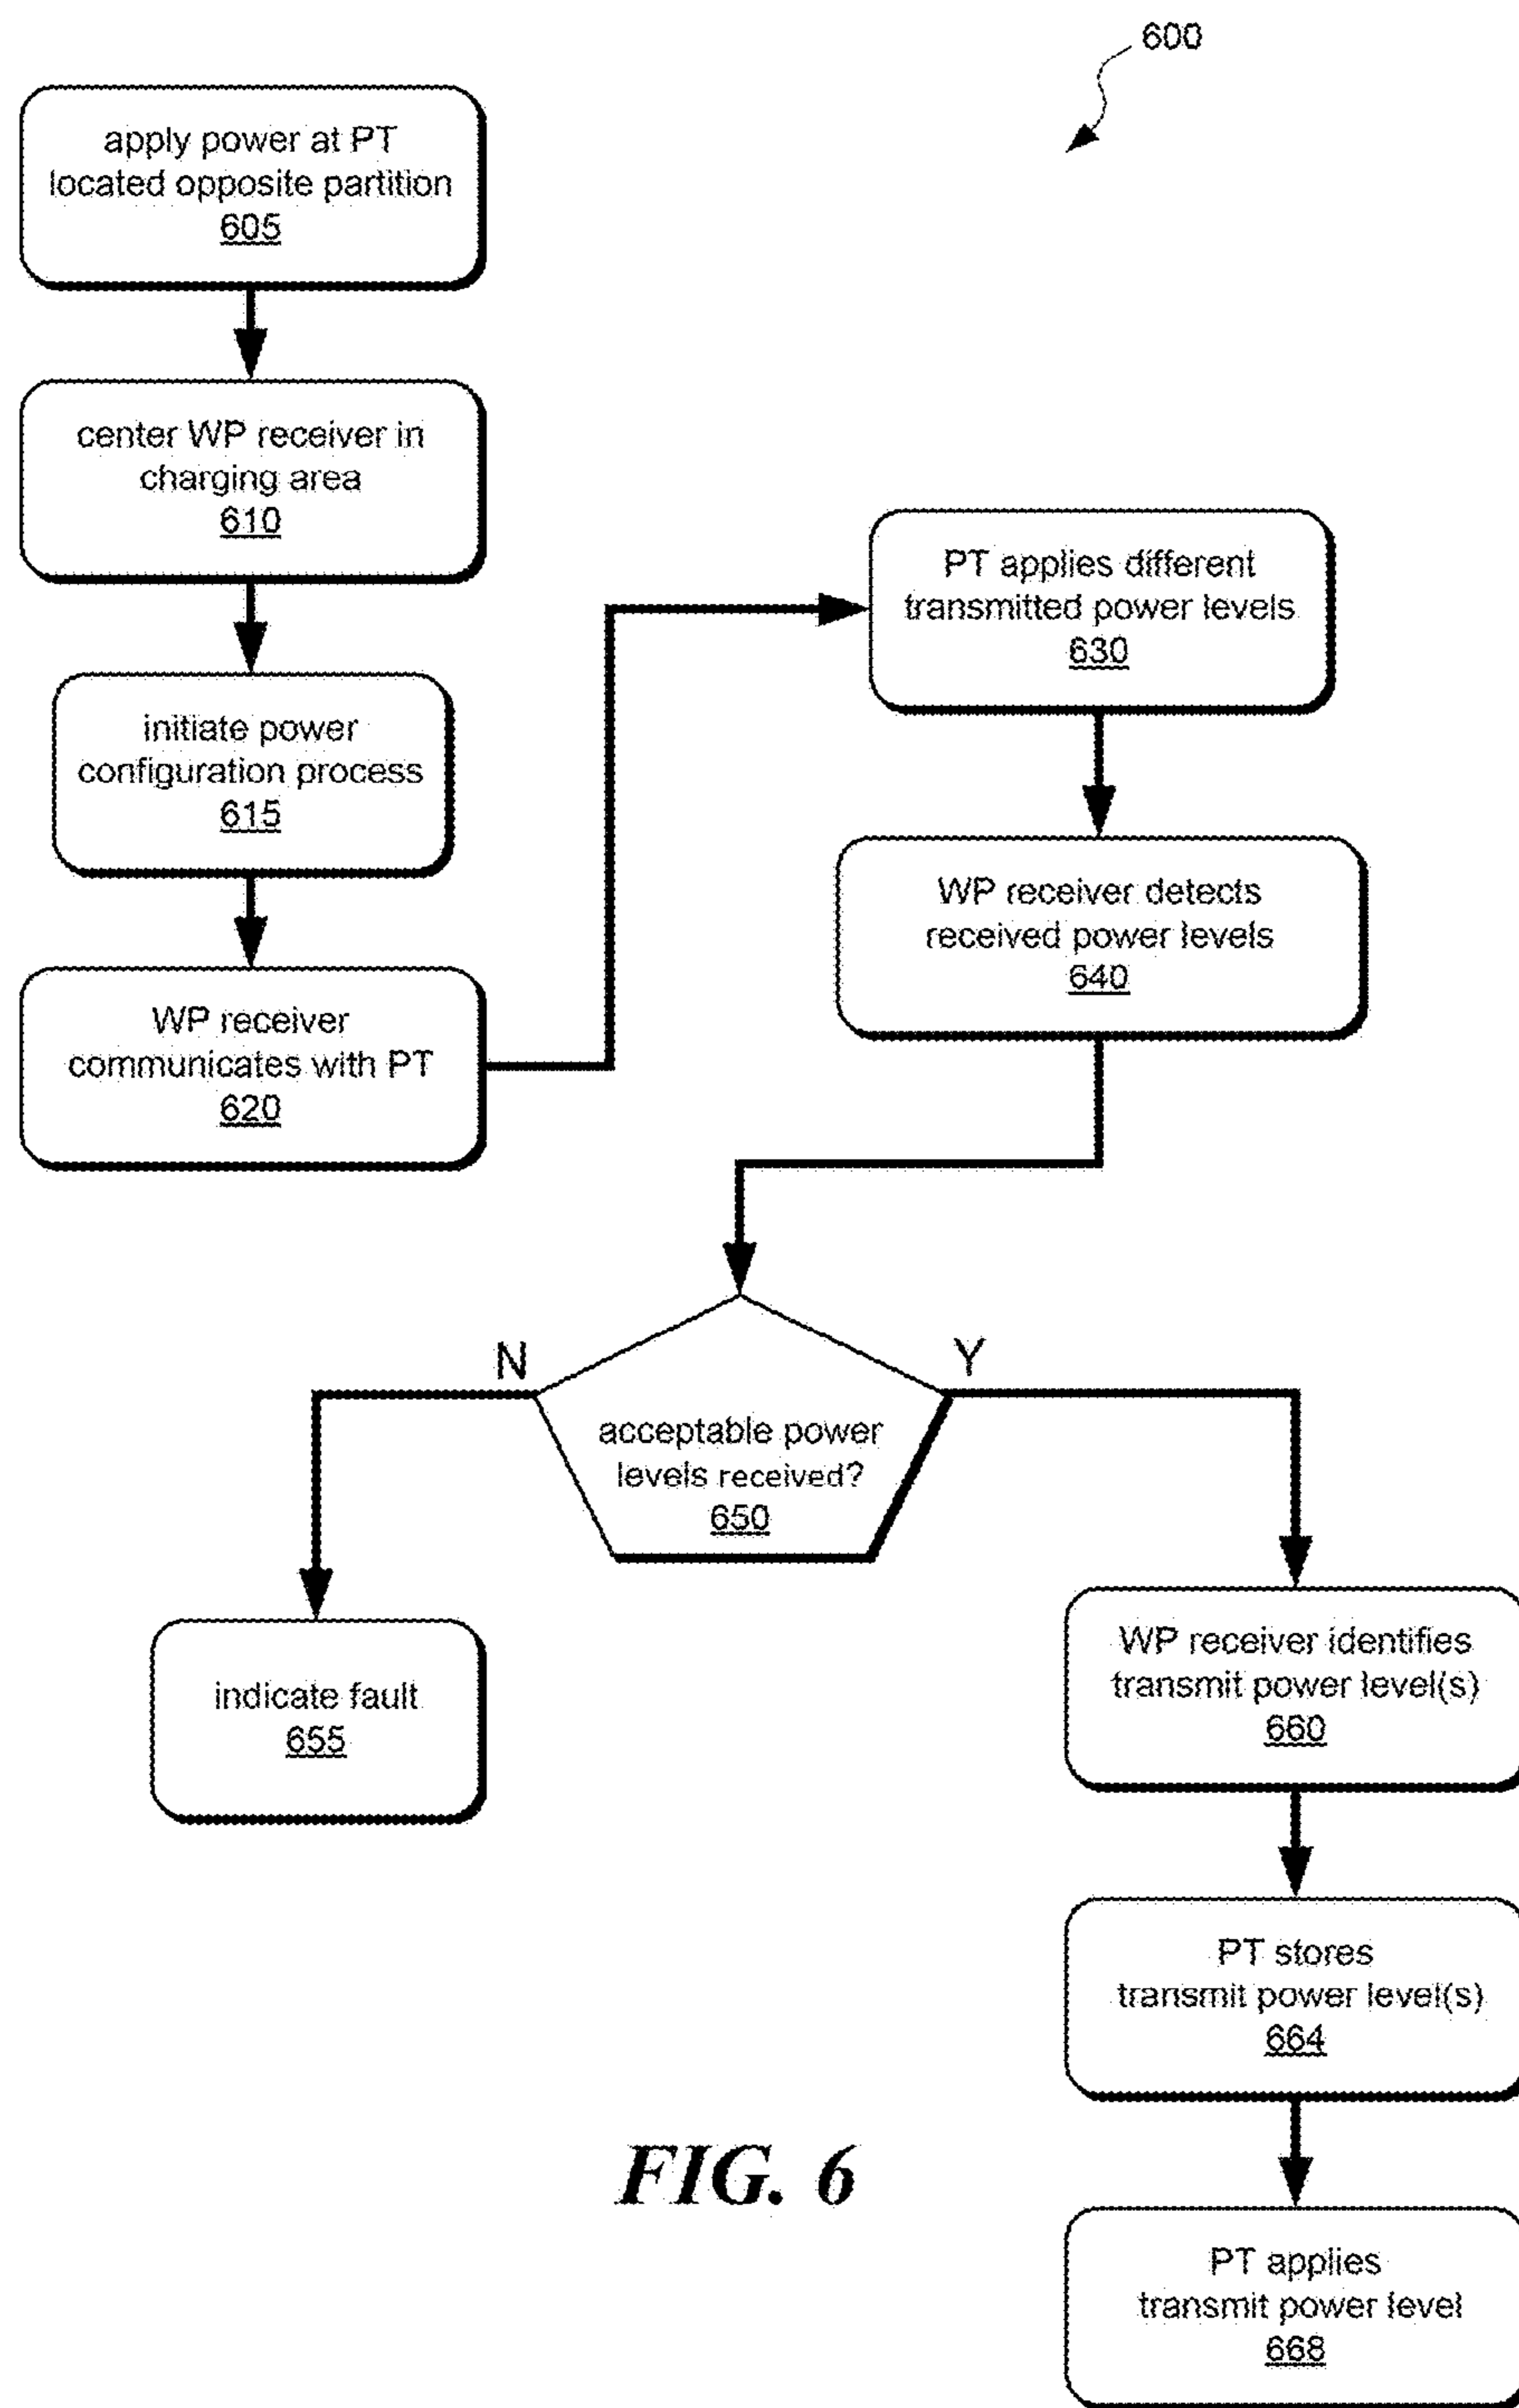 600
apply power at PT
located opposite partition
605
center WP receiver in
charging area
610
initiate power
configuration process
615
WP receiver
communicates with PT
620
PT applies different
transmitted power levels
630
WP receiver detects
received power levels
640
N
Y
acceptable power
levels received?
650
indicate fault
655
WP receiver identifies
transmit power level(s)
660
PT stores
transmit power level(s)
664
PT applies
transmit power level
668
FIG. 6